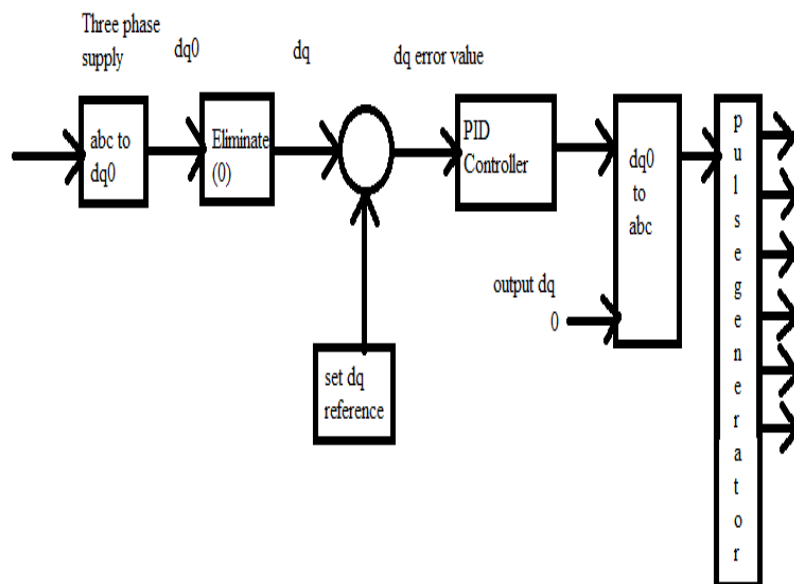 Three phase
supply
dq0
dq
dq error value
abc to
dq0
Eliminate
(0)
PID
Controller
dq0
to
abc
output dq
0
set dq
reference
p
u
l
s
e
g
e
n
e
r
a
t
o
r